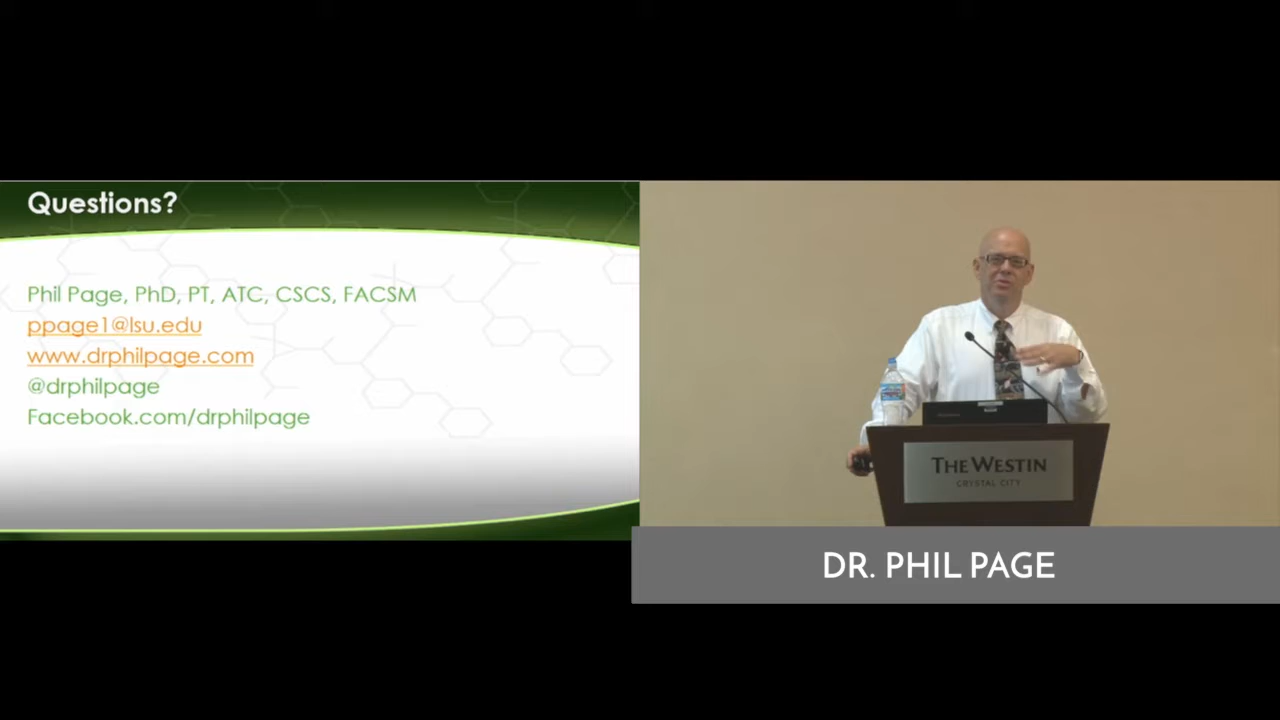 Questions?
Phil Page, PhD, PT, ATC, CSCS, FACSM
ppage1@lsu.edu
www.drphilpage.com
@drphilpage
Facebook.com/drphilpage
THE WESTIN
CRYSTAL CITY
DR. PHIL PAGE